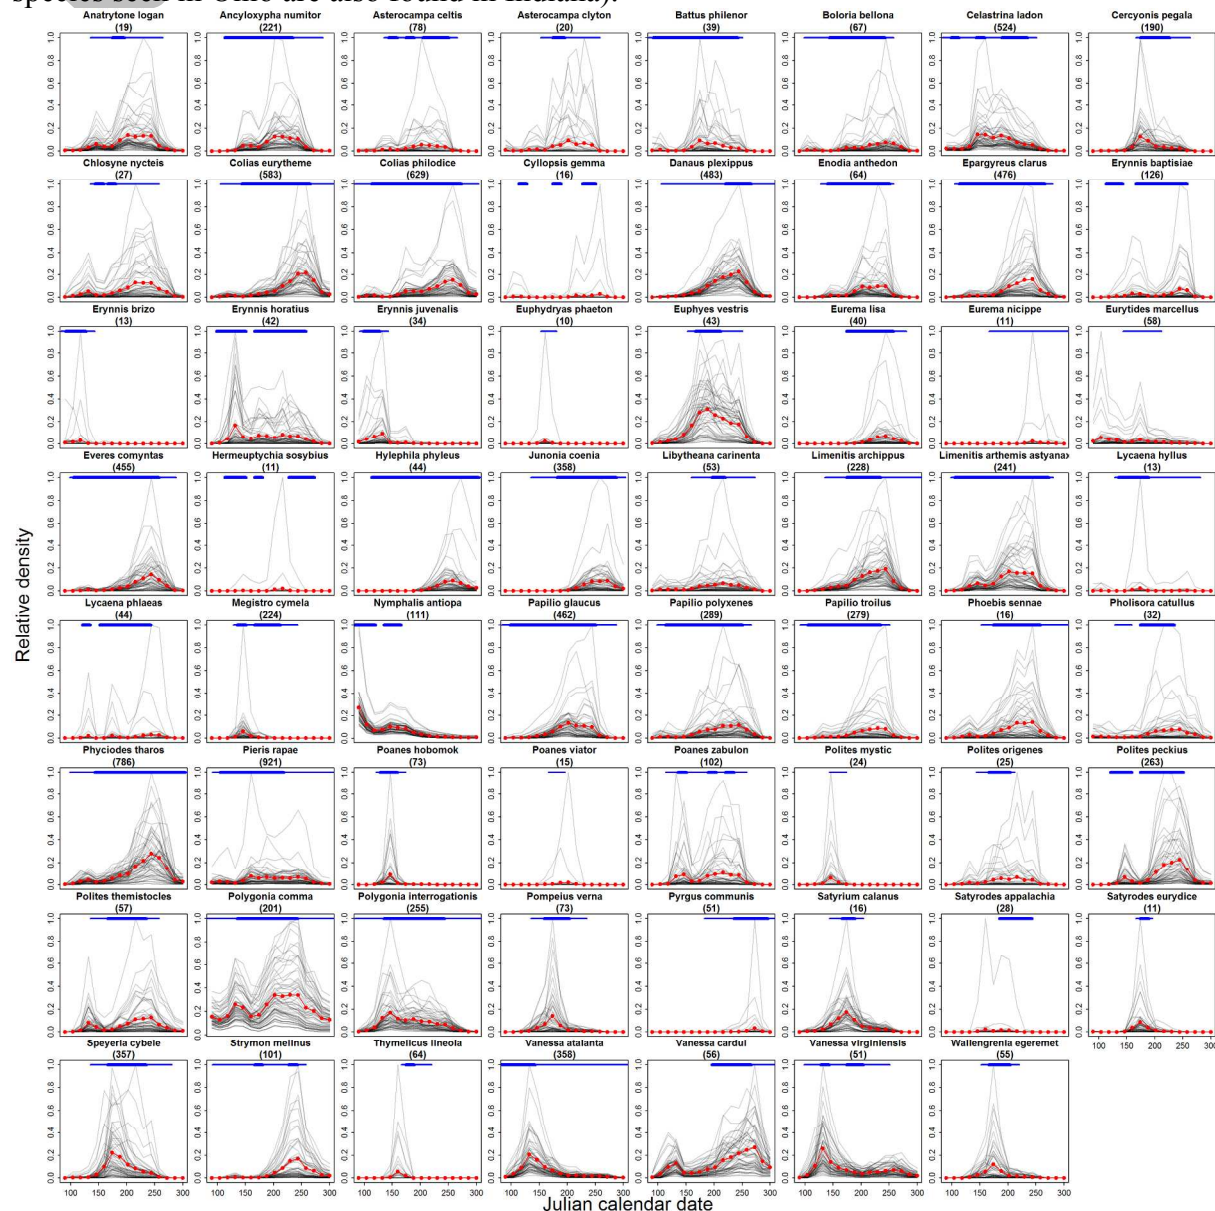 species seen in Ohio are also found in Indiana).
Anatrytone logan Ancyloxypha numitor Asterocampa celtis Asterocampa clyton Battus philenor Boloria bellona Celastrina ladon Cercyonis pegala
(19) (221) (78) (20) (39) (67) (524) (190)
Chlosyne nycteis Colias eurytheme Colias philodice Cyllopsis gemma Danaus plexippus Enodia anthedon Epargyreus clarus Erynnis baptisiae
(27) (583) (629) (16) (483) (64) (476) (126)
Erynnis brizo Erynnis horatius Erynnis juvenalis Euphydryas phaeton Euphyes vestris Eurema lisa Eurema nicippe Eurytides marcellus
(13) (42) (34) (10) (43) (40) (11) (58)
Everes comyntas Hermeuptychia sosybius Hylephila phyleus Junonia coenia Libytheana carinenta Limenitis archippus Limenitis arthemis astyanax Lycaena hyllus
(455) (11) (44) (358) (53) (228) (241) (13)
Lycaena phlaeas Megistro cymela Nymphalis antiopa Papilio glaucus Papilio polyxenes Papilio troilus Phoebis sennae Pholisora catullus
(44) (224) (111) (462) (289) (279) (16) (32)
Phyciodes tharos Pieris rapae Poanes hobomok Poanes viator Poanes zabulon Polites mystic Polites origenes Polites peckius
(786) (921) (73) (15) (102) (24) (25) (263)
Polites themistocles Polygonia comma Polygonia interrogationis Pompeius verna Pyrgus communis Satyrium calanus Satyrodes appalachia Satyrodes eurydice
(57) (201) (255) (73) (51) (16) (28) (11)
Speyeria cybele Strymon melinus Thymelicus lineola Vanessa atalanta Vanessa cardui Vanessa virginiensis Wallengrenia egeremet
(357) (101) (64) (358) (56) (51) (55)
0.0 0.2 0.4 0.6 0.8 1.0
100 150 200 250 300
Relative density
Julian calendar date